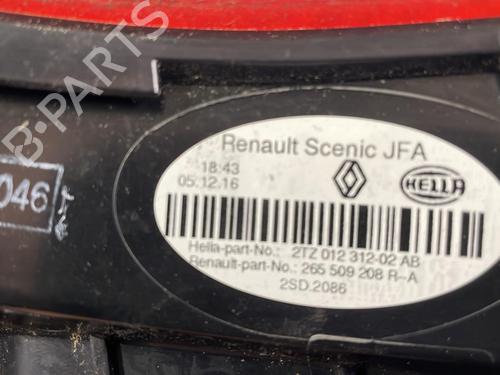 B-PARTS
046
Renault Scenic JFA
18:43
05.12.16
HELLA
Hella-part-No.: 2TZ 012 312-02 AB
Renault-part-No.: 265 509 208 R-A
2SD.2086